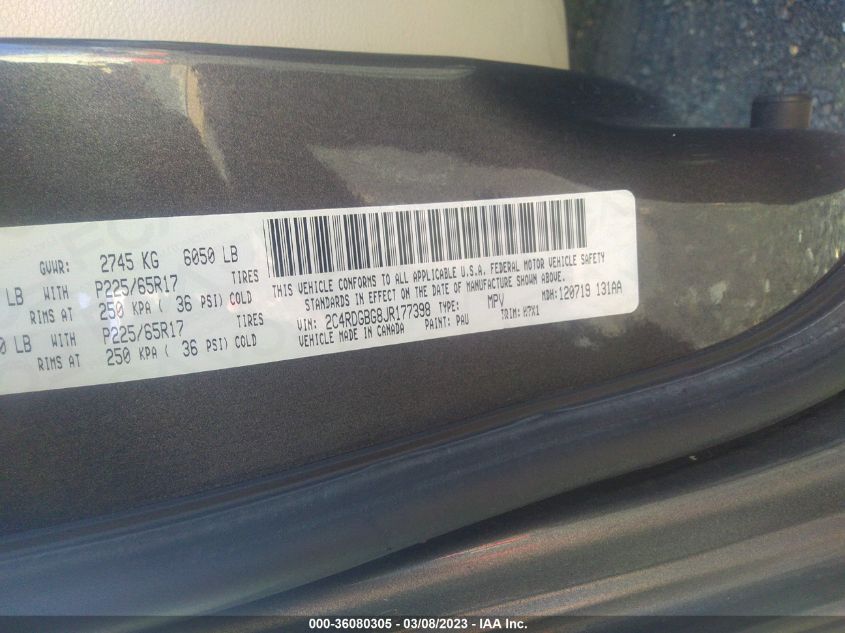 GVWR: 2745 KG 6050 LB
LB WITH P225/65R17 TIRES
RIMS AT 250 KPA ( 36 PSI) COLD
0 LB WITH P225/65R17 TIRES
RIMS AT 250 KPA ( 36 PSI) COLD
THIS VEHICLE CONFORMS TO ALL APPLICABLE U.S.A. FEDERAL MOTOR VEHICLE SAFETY
STANDARDS IN EFFECT ON THE DATE OF MANUFACTURE SHOWN ABOVE.
VIN: 2C4RDGBG8JR177398 TYPE: MPV MDH:120719 131AA
VEHICLE MADE IN CANADA PAINT: PAU TRIM: H7X1
000-36080305 - 03/08/2023 - Copyright © IAA, Inc.